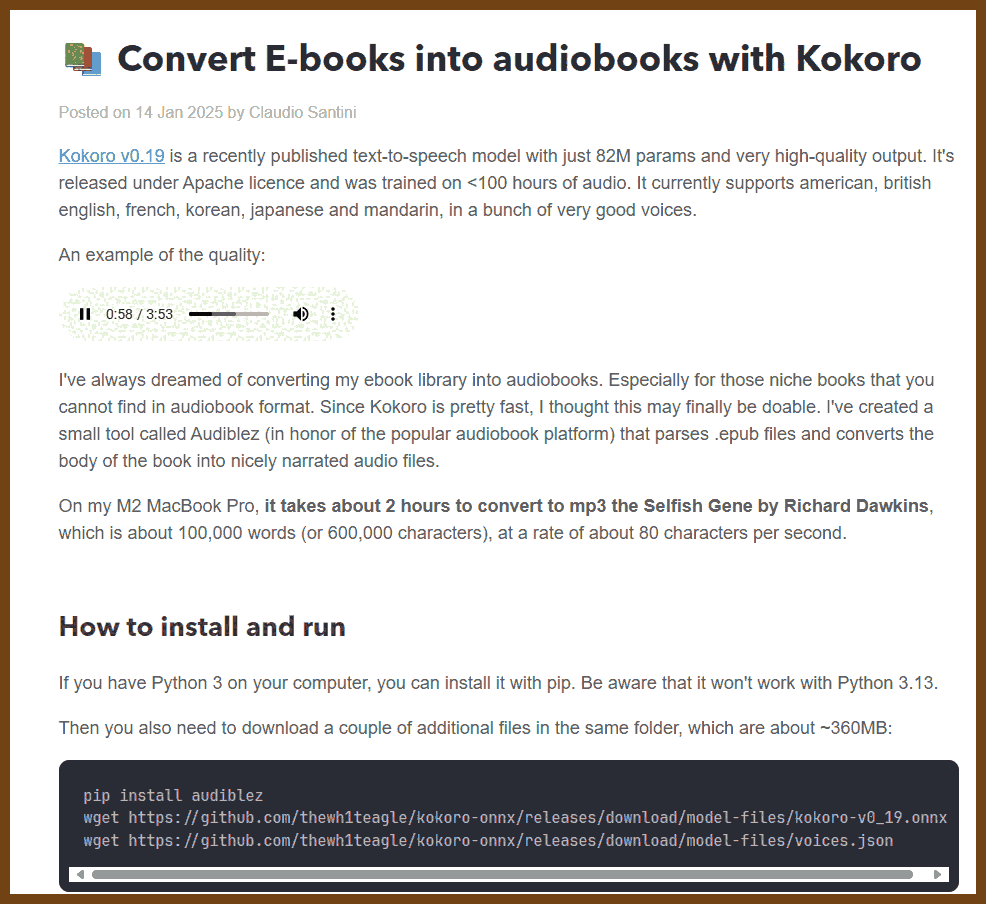 Convert E-books into audiobooks with Kokoro
Posted on 14 Jan 2025 by Claudio Santini
Kokoro v0.19 is a recently published text-to-speech model with just 82M params and very high-quality output. It's
released under Apache licence and was trained on <100 hours of audio. It currently supports american, british
english, french, korean, japanese and mandarin, in a bunch of very good voices.
An example of the quality:
0:58 / 3:53
I've always dreamed of converting my ebook library into audiobooks. Especially for those niche books that you
cannot find in audiobook format. Since Kokoro is pretty fast, I thought this may finally be doable. I've created a
small tool called Audiblez (in honor of the popular audiobook platform) that parses .epub files and converts the
body of the book into nicely narrated audio files.
On my M2 MacBook Pro, it takes about 2 hours to convert to mp3 the Selfish Gene by Richard Dawkins,
which is about 100,000 words (or 600,000 characters), at a rate of about 80 characters per second.
How to install and run
If you have Python 3 on your computer, you can install it with pip. Be aware that it won't work with Python 3.13.
Then you also need to download a couple of additional files in the same folder, which are about ~360MB:
pip install audiblez
wget https://github.com/thewh1teagle/kokoro-onnx/releases/download/model-files/kokoro-v0_19.onnx
wget https://github.com/thewh1teagle/kokoro-onnx/releases/download/model-files/voices.json